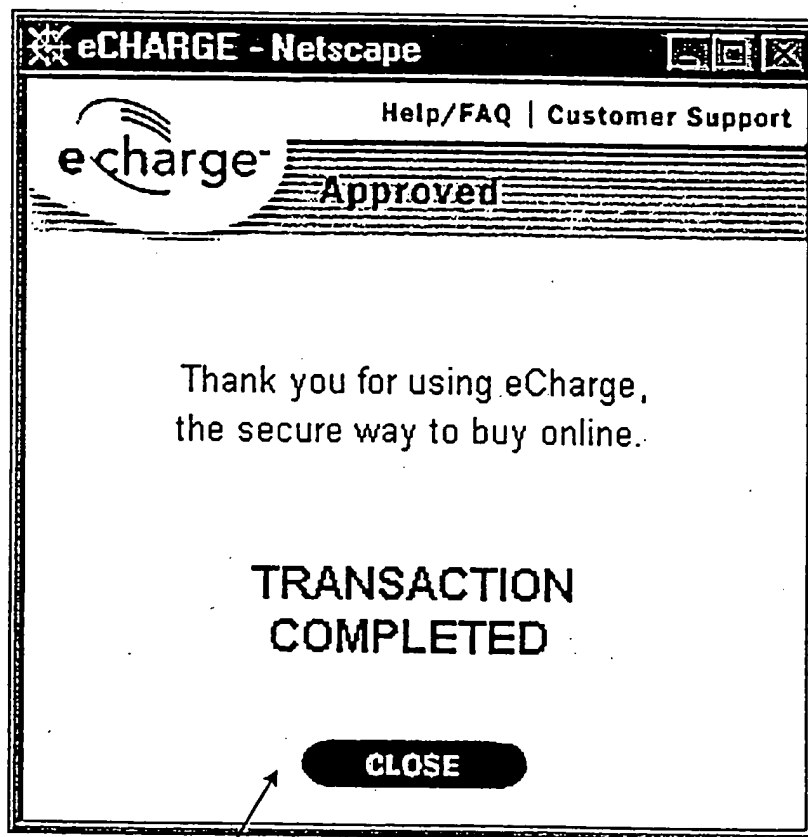 eCHARGE - Netscape
Help/FAQ | Customer Support
echarge
Approved
Thank you for using eCharge,
the secure way to buy online.
TRANSACTION
COMPLETED
CLOSE